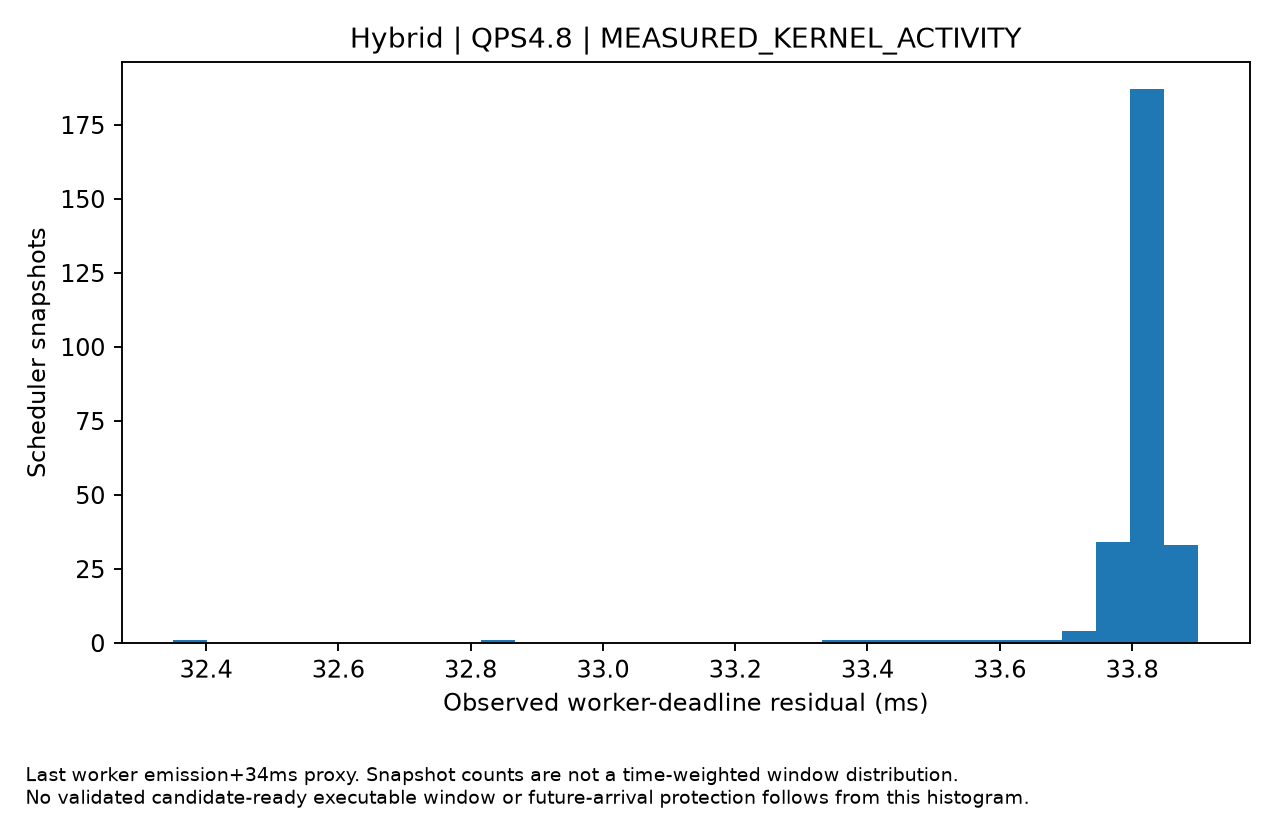 Hybrid | QPS4.8 | MEASURED_KERNEL_ACTIVITY
Scheduler snapshots
175
150
125
100
75
50
25
0
32.4 32.6 32.8 33.0 33.2 33.4 33.6 33.8
Observed worker-deadline residual (ms)
Last worker emission+34ms proxy. Snapshot counts are not a time-weighted window distribution.
No validated candidate-ready executable window or future-arrival protection follows from this histogram.